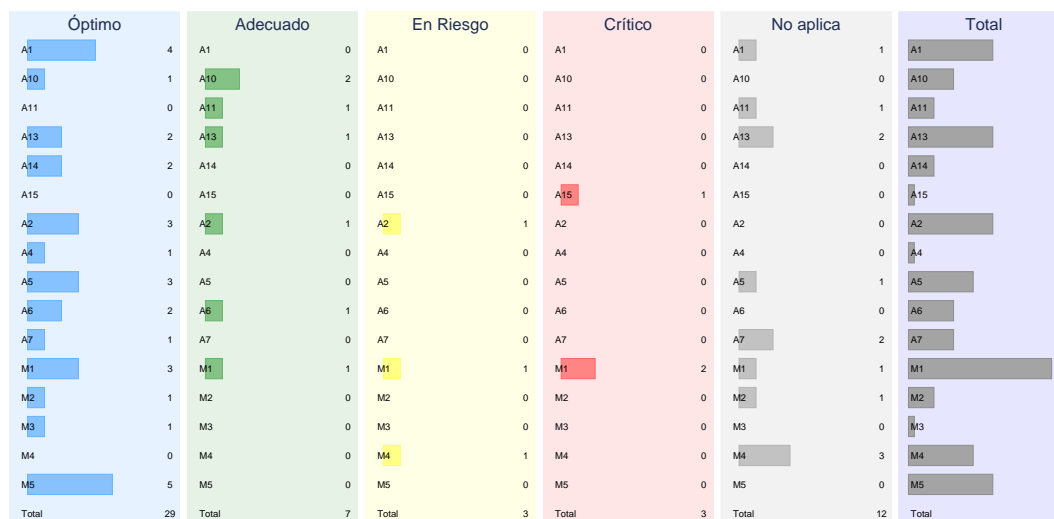 Óptimo Adecuado En Riesgo Crítico No aplica Total
A1 4 A1 0 A1 0 A1 0 A1 1 A1
A10 1 A10 2 A10 0 A10 0 A10 0 A10
A11 0 A11 1 A11 0 A11 0 A11 1 A11
A13 2 A13 1 A13 0 A13 0 A13 2 A13
A14 2 A14 0 A14 0 A14 0 A14 0 A14
A15 0 A15 0 A15 0 A15 1 A15 0 A15
A2 3 A2 1 A2 1 A2 0 A2 0 A2
A4 1 A4 0 A4 0 A4 0 A4 0 A4
A5 3 A5 0 A5 0 A5 0 A5 1 A5
A6 2 A6 1 A6 0 A6 0 A6 0 A6
A7 1 A7 0 A7 0 A7 0 A7 2 A7
M1 3 M1 1 M1 1 M1 2 M1 1 M1
M2 1 M2 0 M2 0 M2 0 M2 1 M2
M3 1 M3 0 M3 0 M3 0 M3 0 M3
M4 0 M4 0 M4 1 M4 0 M4 3 M4
M5 5 M5 0 M5 0 M5 0 M5 0 M5
Total 29 Total 7 Total 3 Total 3 Total 12 Total